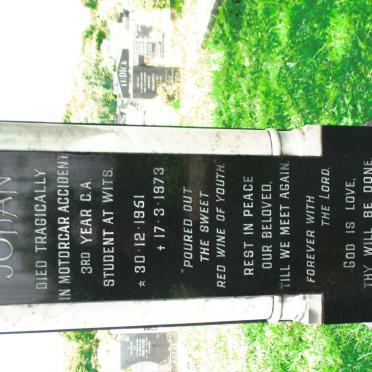 JOHAN
DIED TRAGICALLY
IN MOTORCAR ACCIDENT.
3RD YEAR C.A.
STUDENT AT WITS.
★ 30·12·1951
+ 17·3·1973
"POURED OUT
THE SWEET
RED WINE OF YOUTH."
REST IN PEACE
OUR BELOVED,
TILL WE MEET AGAIN.
FOREVER WITH
THE LORD.
GOD IS LOVE,
THY WILL BE DONE